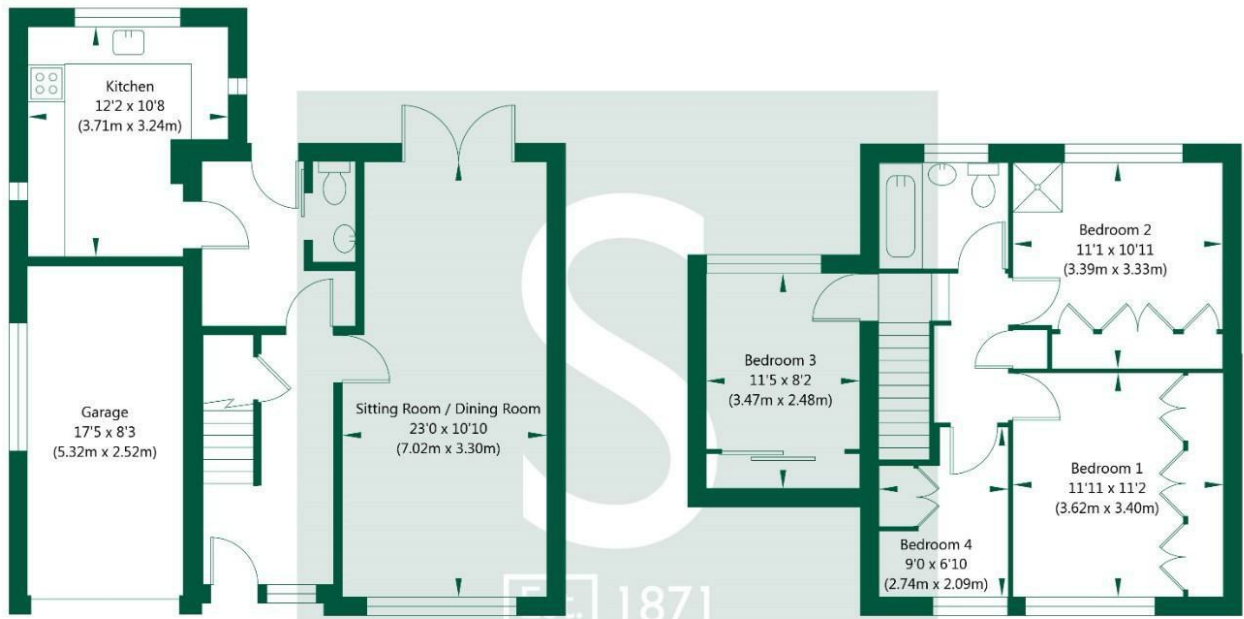 Kitchen
12'2 x 10'8
(3.71m x 3.24m)
Garage
17'5 x 8'3
(5.32m x 2.52m)
Sitting Room / Dining Room
23'0 x 10'10
(7.02m x 3.30m)
Bedroom 3
11'5 x 8'2
(3.47m x 2.48m)
Bedroom 2
11'1 x 10'11
(3.39m x 3.33m)
Bedroom 1
11'11 x 11'2
(3.62m x 3.40m)
Bedroom 4
9'0 x 6'10
(2.74m x 2.09m)
S
Est. 1871